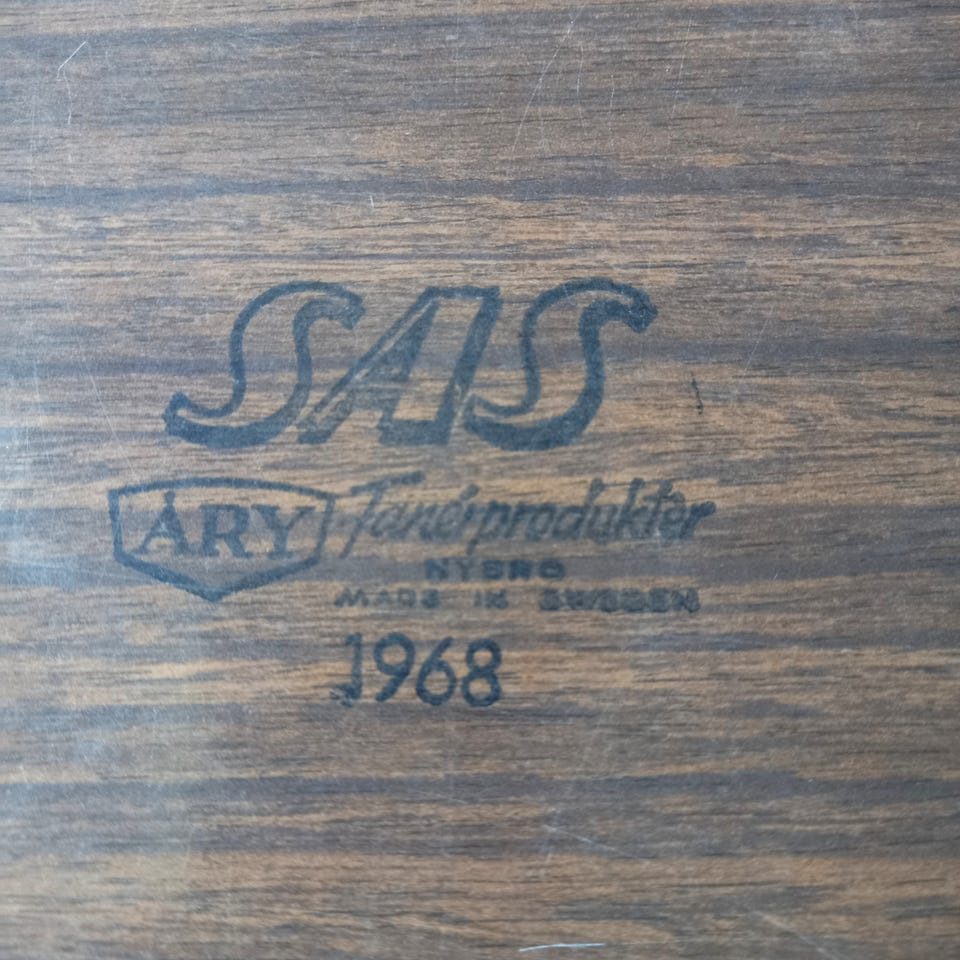 SAS
ÅRY Fanérprodukter
NYBRO
MADE IN SWEDEN
1968